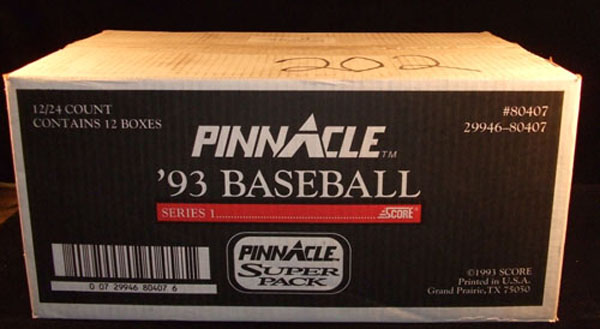 202
12/24 COUNT
CONTAINS 12 BOXES
#80407
29946-80407
PINNACLE™
'93 BASEBALL
SERIES 1.................................................SCORE®
PINNACLE
SUPER
PACK
0 07 29946 80407 6
©1993 SCORE
Printed in U.S.A.
Grand Prairie, TX 75050